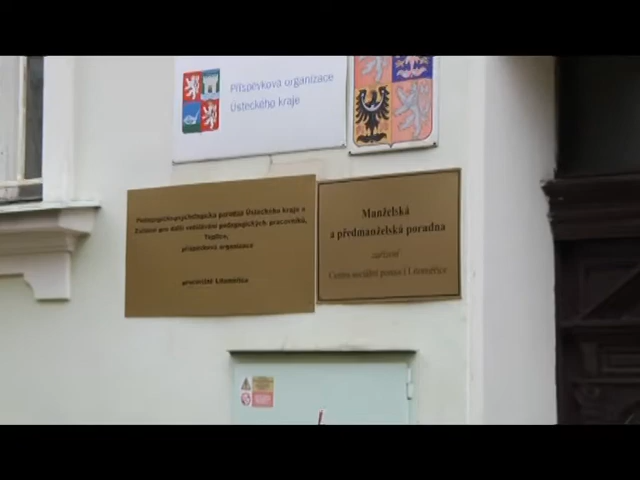 Příspěvková organizace
Ústeckého kraje
Pedagogicko-psychologická poradna Ústeckého kraje a
Zařízení pro další vzdělávání pedagogických pracovníků,
Teplice,
příspěvková organizace
pracoviště Litoměřice
Manželská
a předmanželská poradna
zařízení
Centra sociální pomoci Litoměřice